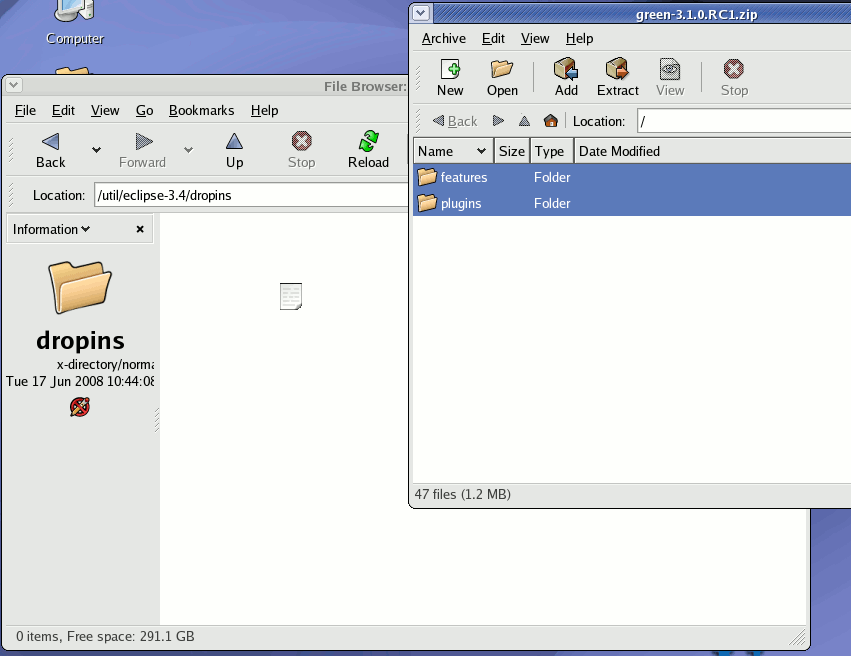 Computer
green-3.1.0.RC1.zip
Archive Edit View Help
New Open Add Extract View Stop
Back Location: /
Name Size Type Date Modified
features Folder
plugins Folder
47 files (1.2 MB)
File Browser:
File Edit View Go Bookmarks Help
Back Forward Up Stop Reload
Location: /util/eclipse-3.4/dropins
Information
dropins
x-directory/norma
Tue 17 Jun 2008 10:44:08
0 items, Free space: 291.1 GB